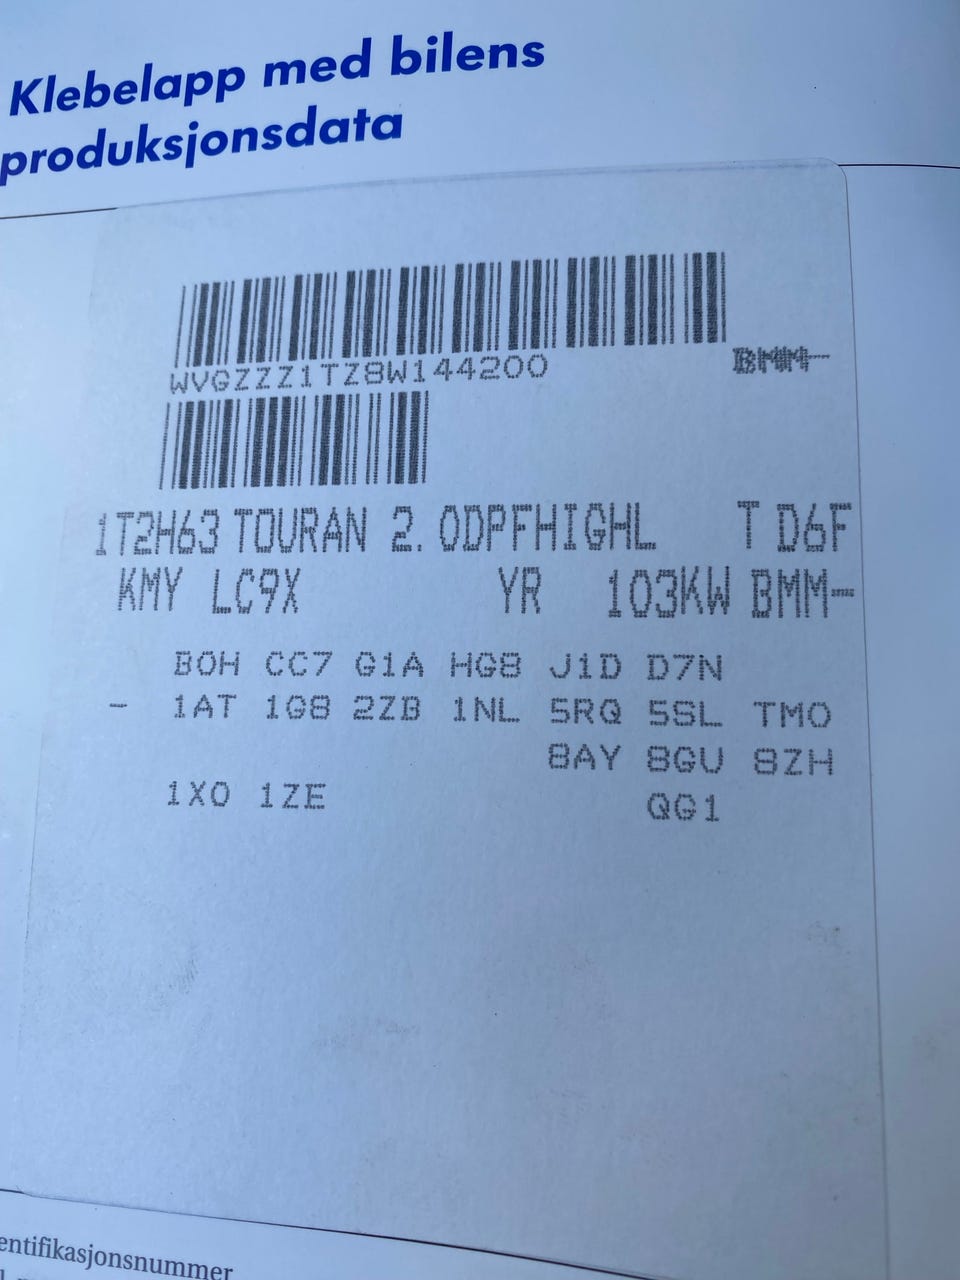 Klebelapp med bilens
produksjonsdata
WVGZZZ1TZ8W144200 BMM-
1T2H63 TOURAN 2. 0DPFHIGHL T D6F
KMY LC9X YR 103KW BMM-
B0H CC7 G1A HG8 J1D D7N
- 1AT 1G8 2ZB 1NL 5RQ 5SL TM0
8AY 8GU 8ZH
1X0 1ZE QG1
entifikasjonsnummer